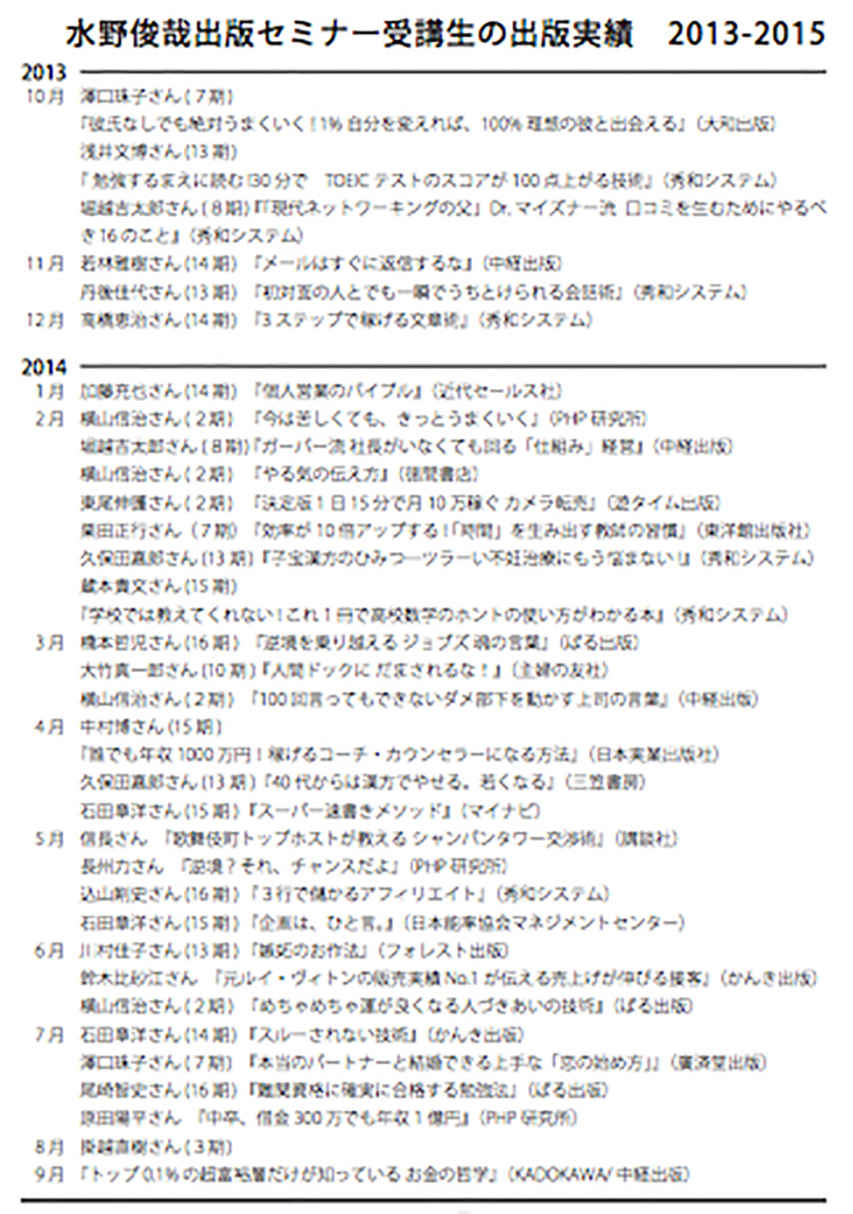 水野俊哉出版セミナー受講生の出版実績　2013-2015
2013
10月 澤口珠子さん(7期)
『彼氏なしでも絶対うまくいく!1%自分を変えれば、100%理想の彼と出会える』(大和出版)
浅井文博さん(13期)
『勉強するまえに読む!30分で　TOEICテストのスコアが100点上がる技術』(秀和システム)
堀越吉太郎さん(8期)『「現代ネットワーキングの父」Dr.マイズナー流 口コミを生むためにやるべ
き16のこと』(秀和システム)
11月 若林雅樹さん(14期) 『メールはすぐに返信するな』(中経出版)
丹後佳代さん(13期) 『初対面の人とでも一瞬でうちとけられる会話術』(秀和システム)
12月 高橋恵治さん(14期) 『3ステップで稼げる文章術』(秀和システム)
2014
1月 加藤充也さん(14期) 『個人営業のバイブル』(近代セールス社)
2月 横山信治さん(2期) 『今は苦しくても、きっとうまくいく』(PHP研究所)
堀越吉太郎さん(8期)『ガーバー流 社長がいなくても回る「仕組み」経営』(中経出版)
横山信治さん(2期) 『やる気の伝え方』(徳間書店)
東尾伸護さん(2期) 『決定版1日15分で月10万稼ぐ カメラ転売』(遊タイム出版)
栗田正行さん(7期) 『効率が10倍アップする!「時間」を生み出す教師の習慣』(東洋館出版社)
久保田嘉郎さん(13期)『子宝漢方のひみつ―ツラーい不妊治療にもう悩まない!』(秀和システム)
蔵本貴文さん(15期)
『学校では教えてくれない!これ1冊で高校数学のホントの使い方がわかる本』(秀和システム)
3月 橋本哲児さん(16期) 『逆境を乗り越える ジョブズ 魂の言葉』(ぱる出版)
大竹真一郎さん(10期)『人間ドックに だまされるな!』(主婦の友社)
横山信治さん(2期) 『100回言ってもできないダメ部下を動かす上司の言葉』(中経出版)
4月 中村博さん(15期)
『誰でも年収1000万円!稼げるコーチ・カウンセラーになる方法』(日本実業出版社)
久保田嘉郎さん(13期)『40代からは漢方でやせる。若くなる』(三笠書房)
石田章洋さん(15期)『スーパー速書きメソッド』(マイナビ)
5月 信長さん 『歌舞伎町トップホストが教える シャンパンタワー交渉術』(講談社)
長州力さん 『逆境?それ、チャンスだよ』(PHP研究所)
込山剛史さん(16期)『3行で儲かるアフィリエイト』(秀和システム)
石田章洋さん(15期)『企画は、ひと言。』(日本能率協会マネジメントセンター)
6月 川村佳子さん(13期)『嫉妬のお作法』(フォレスト出版)
鈴木比砂江さん 『元ルイ・ヴィトンの販売実績No.1が伝える売上げが伸びる接客』(かんき出版)
横山信治さん(2期) 『めちゃめちゃ運が良くなる人づきあいの技術』(ぱる出版)
7月 石田章洋さん(14期)『スルーされない技術』(かんき出版)
澤口珠子さん(7期) 『本当のパートナーと結婚できる上手な「恋の始め方」』(廣済堂出版)
尾崎智史さん(16期)『難関資格に確実に合格する勉強法』(ぱる出版)
原田陽平さん 『中卒、借金300万でも年収1億円』(PHP研究所)
8月 掛越直樹さん(3期)
9月 『トップ0.1%の超富裕層だけが知っている お金の哲学』(KADOKAWA/中経出版)